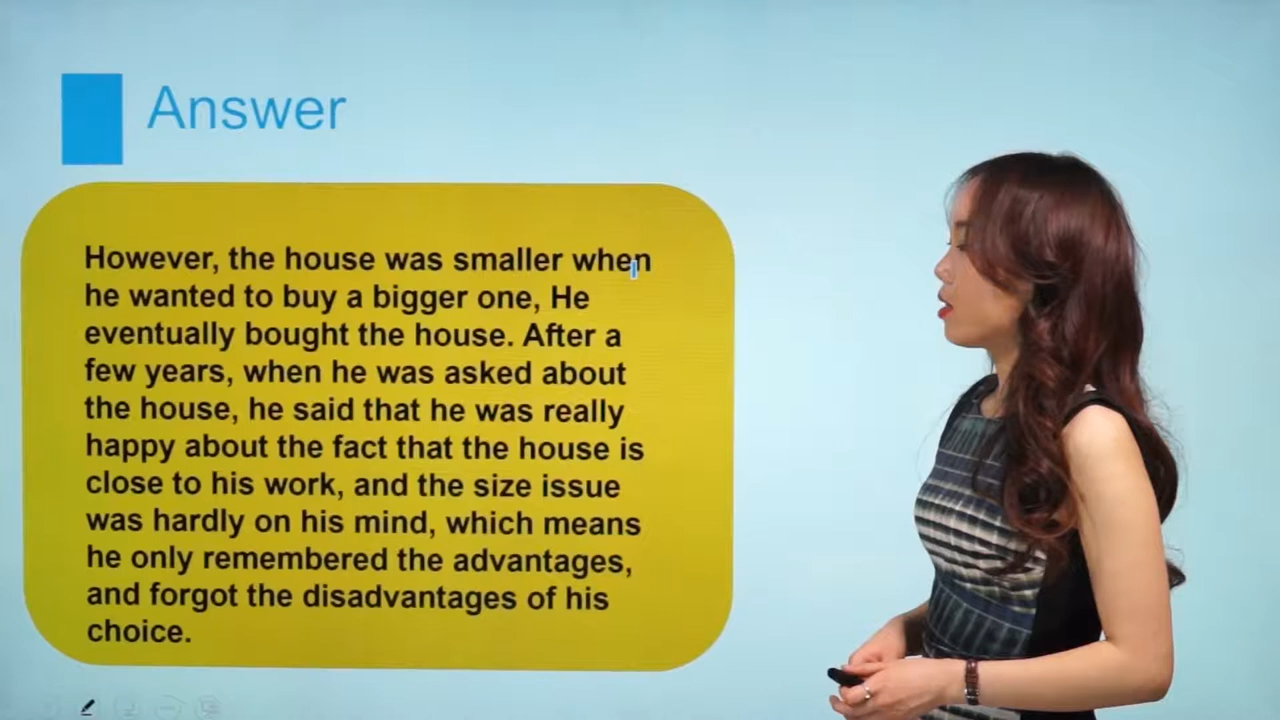 Answer
However, the house was smaller when
he wanted to buy a bigger one, He
eventually bought the house. After a
few years, when he was asked about
the house, he said that he was really
happy about the fact that the house is
close to his work, and the size issue
was hardly on his mind, which means
he only remembered the advantages,
and forgot the disadvantages of his
choice.